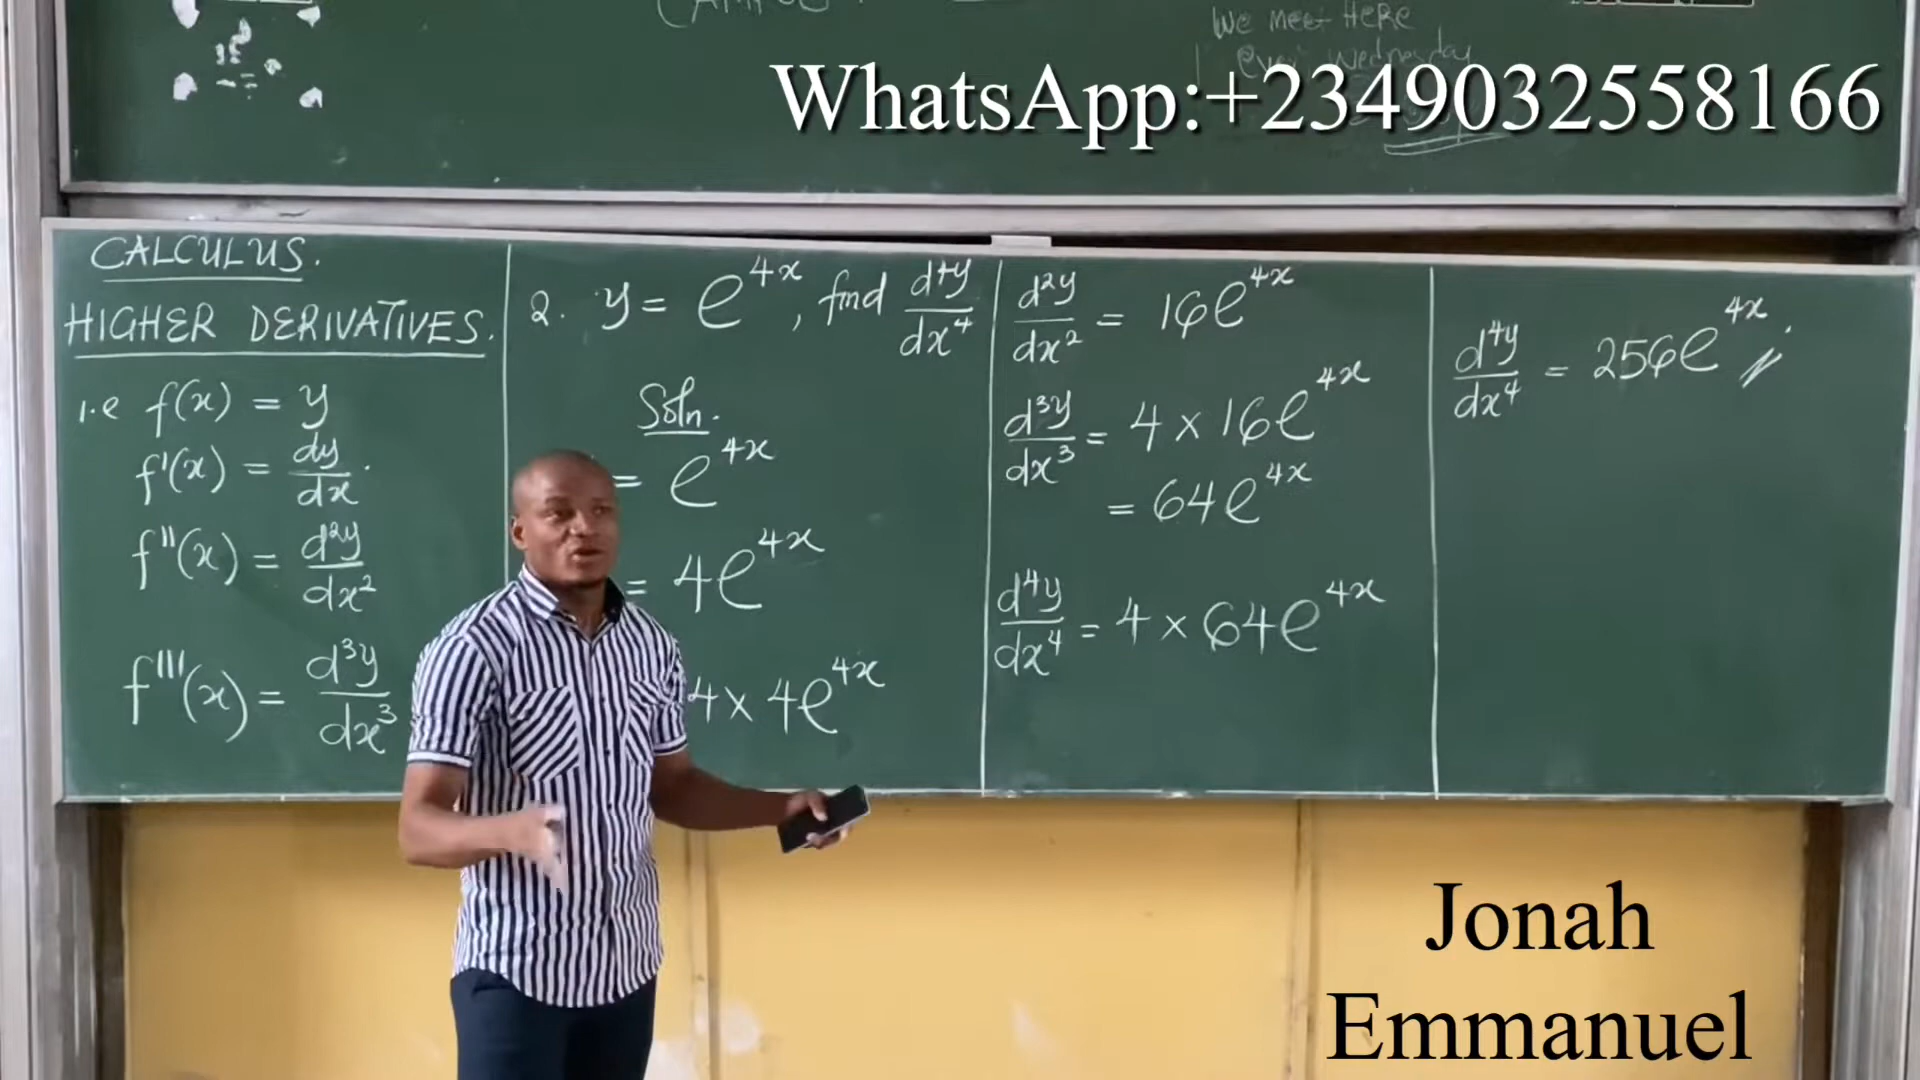 WE MEET HERE
Every Wednesday
WhatsApp:+2349032558166
CALCULUS.
HIGHER DERIVATIVES.
i.e f(x) = y
f'(x) = dy/dx.
f''(x) = d²y/dx²
f'''(x) = d³y/dx³
2. y = e^4x, find d⁴y/dx⁴
Soln.
= e^4x
= 4e^4x
4 × 4e^4x
d²y/dx² = 16e^4x
d³y/dx³ = 4 × 16e^4x
= 64e^4x
d⁴y/dx⁴ = 4 × 64e^4x
d⁴y/dx⁴ = 256e^4x.
Jonah
Emmanuel